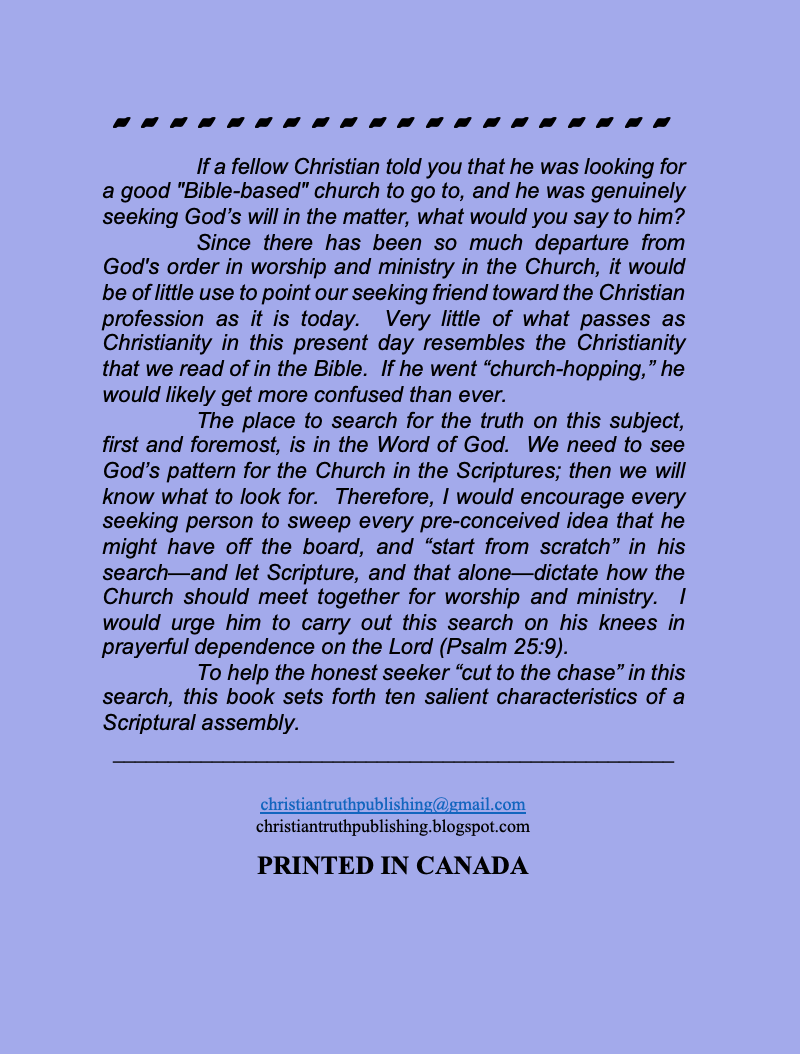 If a fellow Christian told you that he was looking for
a good "Bible-based" church to go to, and he was genuinely
seeking God’s will in the matter, what would you say to him?
Since there has been so much departure from
God's order in worship and ministry in the Church, it would
be of little use to point our seeking friend toward the Christian
profession as it is today.  Very little of what passes as
Christianity in this present day resembles the Christianity
that we read of in the Bible.  If he went “church-hopping,” he
would likely get more confused than ever.
The place to search for the truth on this subject,
first and foremost, is in the Word of God.  We need to see
God’s pattern for the Church in the Scriptures; then we will
know what to look for.  Therefore, I would encourage every
seeking person to sweep every pre-conceived idea that he
might have off the board, and “start from scratch” in his
search—and let Scripture, and that alone—dictate how the
Church should meet together for worship and ministry.  I
would urge him to carry out this search on his knees in
prayerful dependence on the Lord (Psalm 25:9).
To help the honest seeker “cut to the chase” in this
search, this book sets forth ten salient characteristics of a
Scriptural assembly.
christiantruthpublishing@gmail.com
christiantruthpublishing.blogspot.com
PRINTED IN CANADA